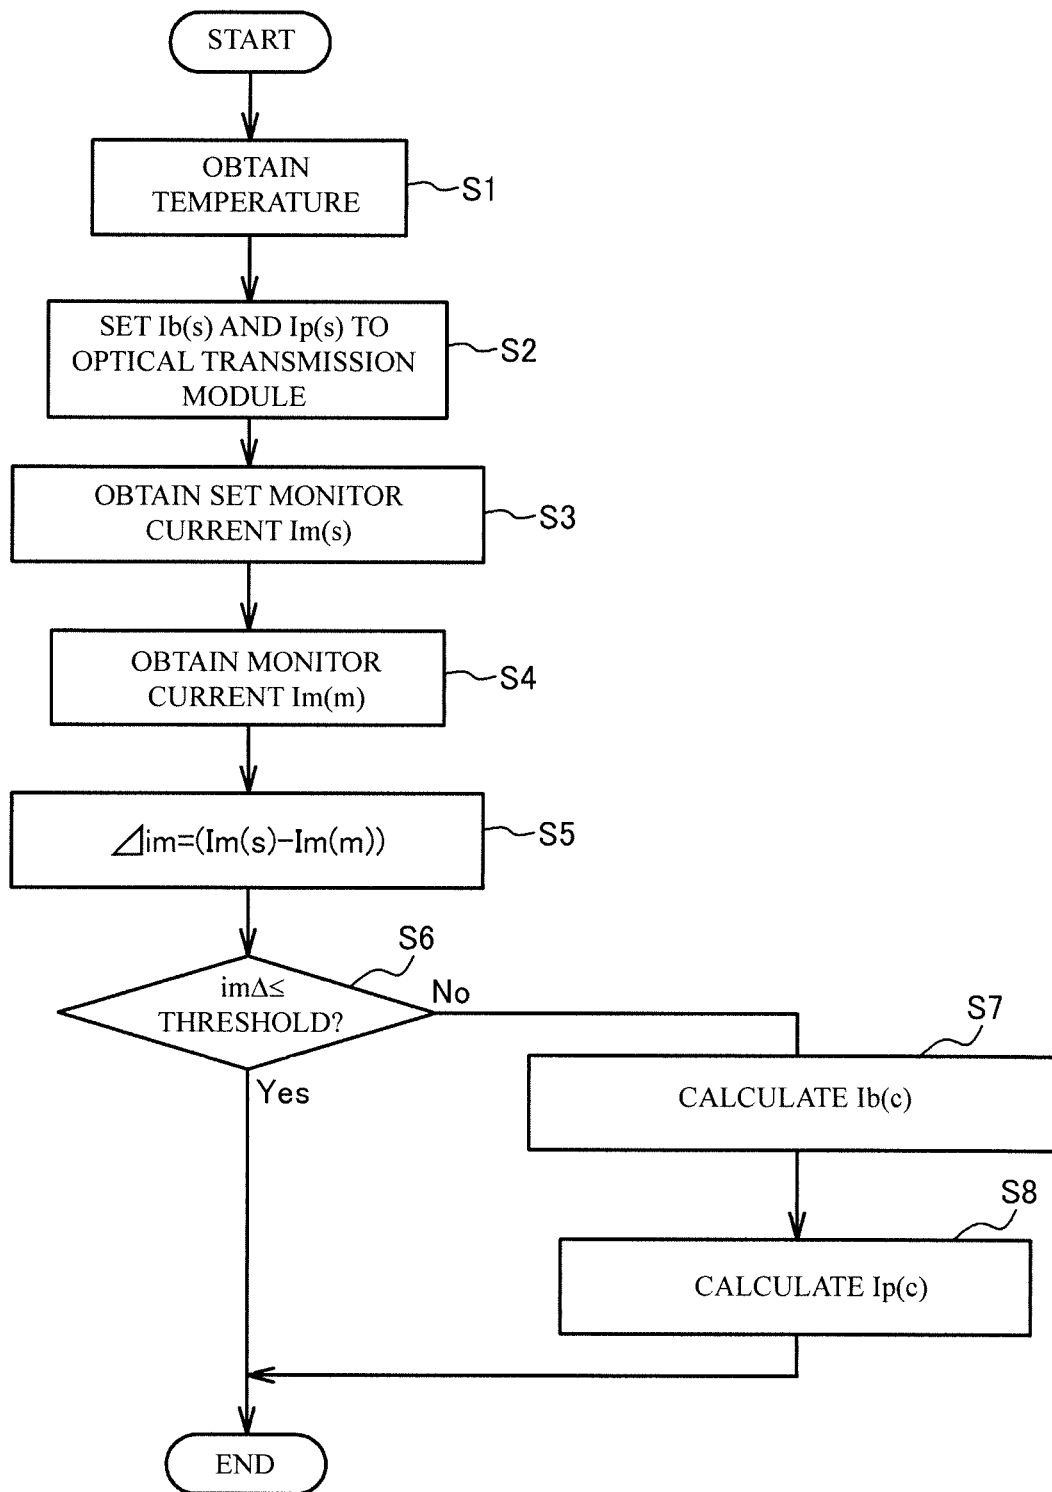 START
OBTAIN
TEMPERATURE
S1
SET Ib(s) AND Ip(s) TO
OPTICAL TRANSMISSION
MODULE
S2
OBTAIN SET MONITOR
CURRENT Im(s)
S3
OBTAIN MONITOR
CURRENT Im(m)
S4
⊿im=(Im(s)-Im(m))
S5
S6
imΔ≤
THRESHOLD?
No
Yes
S7
CALCULATE Ib(c)
S8
CALCULATE Ip(c)
END